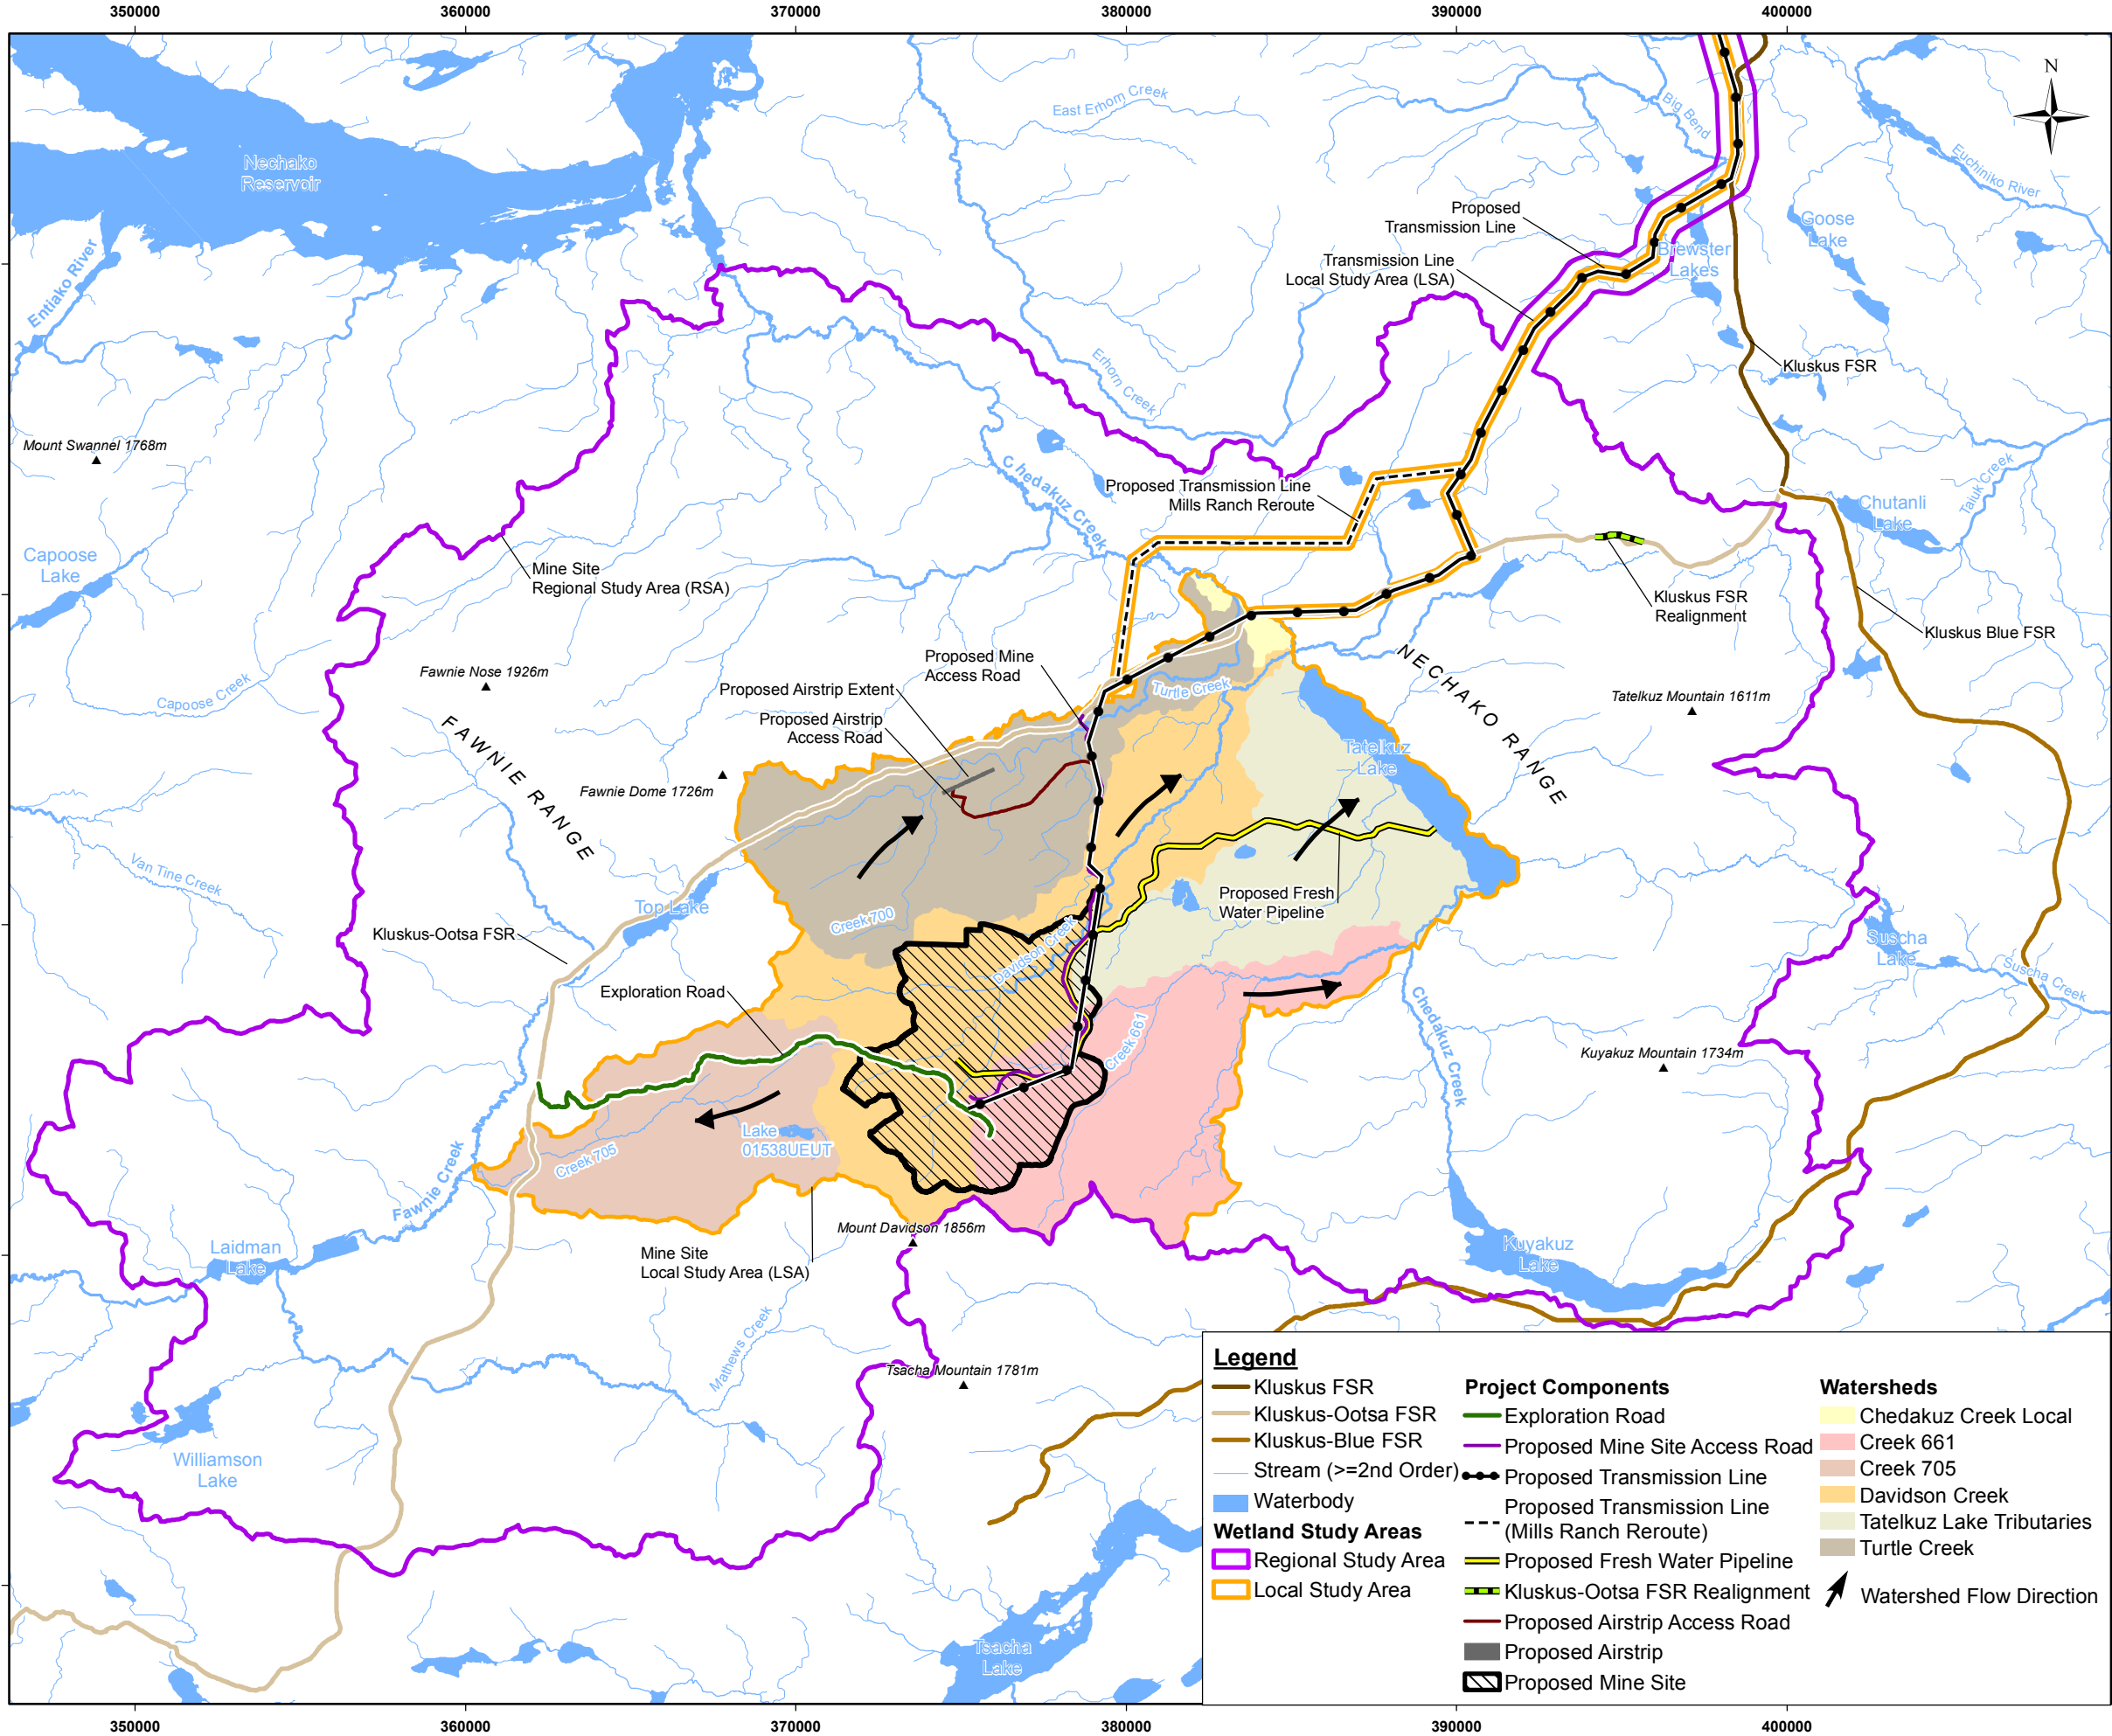 350000
360000
370000
380000
390000
400000
N
Nechako
Reservoir
Entiako River
East Erhorn Creek
Big Bend
Euchiniko River
Goose
Lake
Proposed
Transmission Line
Brewster
Lakes
Transmission Line
Local Study Area (LSA)
Kluskus FSR
Erhorn Creek
Mount Swannel 1768m
Chedakuz Creek
Proposed Transmission Line
Mills Ranch Reroute
Chutanli
Lake
Taiuk Creek
Capoose
Lake
Mine Site
Regional Study Area (RSA)
Kluskus FSR
Realignment
Kluskus Blue FSR
Fawnie Nose 1926m
Capoose Creek
Proposed Mine
Access Road
Proposed Airstrip Extent
Proposed Airstrip
Access Road
Turtle Creek
NECHAKO RANGE
Tatelkuz Mountain 1611m
FAWNIE RANGE
Fawnie Dome 1726m
Tatelkuz
Lake
Van Tine Creek
Top Lake
Creek 700
Proposed Fresh
Water Pipeline
Kluskus-Ootsa FSR
Davidson Creek
Suscha
Lake
Suscha Creek
Exploration Road
Creek 661
Chedakuz Creek
Kuyakuz Mountain 1734m
Lake
01538UEUT
Creek 705
Fawnie Creek
Mount Davidson 1856m
Laidman
Lake
Mine Site
Local Study Area (LSA)
Kuyakuz
Lake
Mathews Creek
Tsacha Mountain 1781m
Williamson
Lake
Tsacha
Lake
Legend
Kluskus FSR
Kluskus-Ootsa FSR
Kluskus-Blue FSR
Stream (>=2nd Order)
Waterbody
Wetland Study Areas
Regional Study Area
Local Study Area
Project Components
Exploration Road
Proposed Mine Site Access Road
Proposed Transmission Line
Proposed Transmission Line
(Mills Ranch Reroute)
Proposed Fresh Water Pipeline
Kluskus-Ootsa FSR Realignment
Proposed Airstrip Access Road
Proposed Airstrip
Proposed Mine Site
Watersheds
Chedakuz Creek Local
Creek 661
Creek 705
Davidson Creek
Tatelkuz Lake Tributaries
Turtle Creek
Watershed Flow Direction
350000
360000
370000
380000
390000
400000